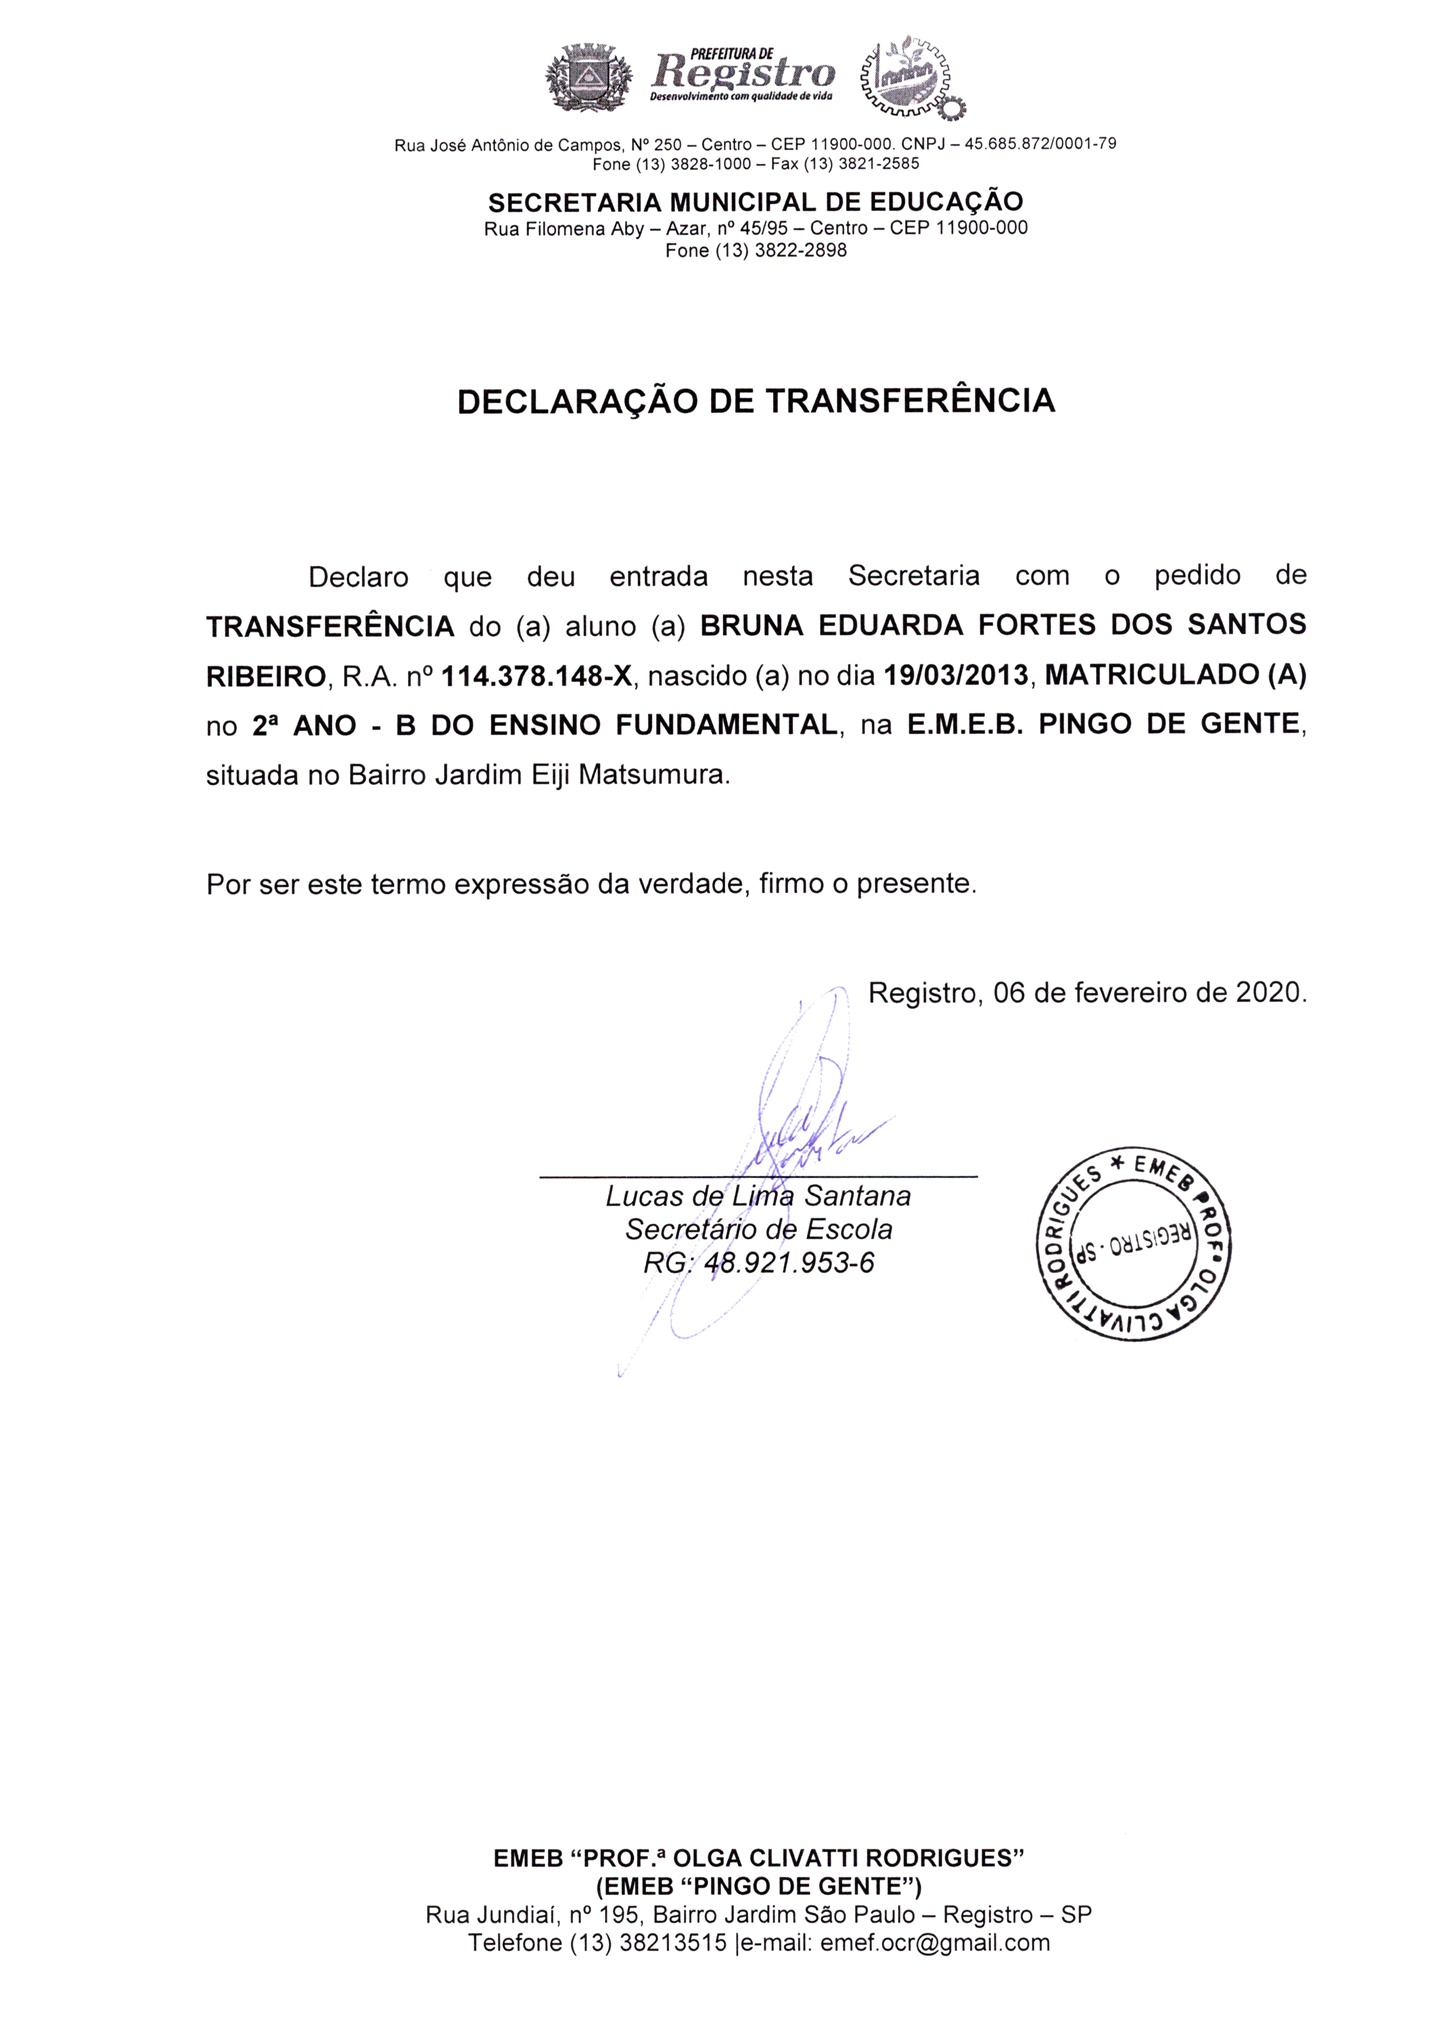 PREFEITURA DE
Registro
Desenvolvimento com qualidade de vida
Rua José Antônio de Campos, Nº 250 – Centro – CEP 11900-000. CNPJ – 45.685.872/0001-79
Fone (13) 3828-1000 – Fax (13) 3821-2585
SECRETARIA MUNICIPAL DE EDUCAÇÃO
Rua Filomena Aby – Azar, nº 45/95 – Centro – CEP 11900-000
Fone (13) 3822-2898
DECLARAÇÃO DE TRANSFERÊNCIA
Declaro que deu entrada nesta Secretaria com o pedido de
TRANSFERÊNCIA do (a) aluno (a) BRUNA EDUARDA FORTES DOS SANTOS
RIBEIRO, R.A. nº 114.378.148-X, nascido (a) no dia 19/03/2013, MATRICULADO (A)
no 2ª ANO - B DO ENSINO FUNDAMENTAL, na E.M.E.B. PINGO DE GENTE,
situada no Bairro Jardim Eiji Matsumura.
Por ser este termo expressão da verdade, firmo o presente.
Registro, 06 de fevereiro de 2020.
Lucas de Lima Santana
Secretário de Escola
RG: 48.921.953-6
* EMEB PROFª OLGA CLIVATTI RODRIGUES
REGISTRO - SP
EMEB “PROF.ª OLGA CLIVATTI RODRIGUES”
(EMEB “PINGO DE GENTE”)
Rua Jundiaí, nº 195, Bairro Jardim São Paulo – Registro – SP
Telefone (13) 38213515 |e-mail: emef.ocr@gmail.com